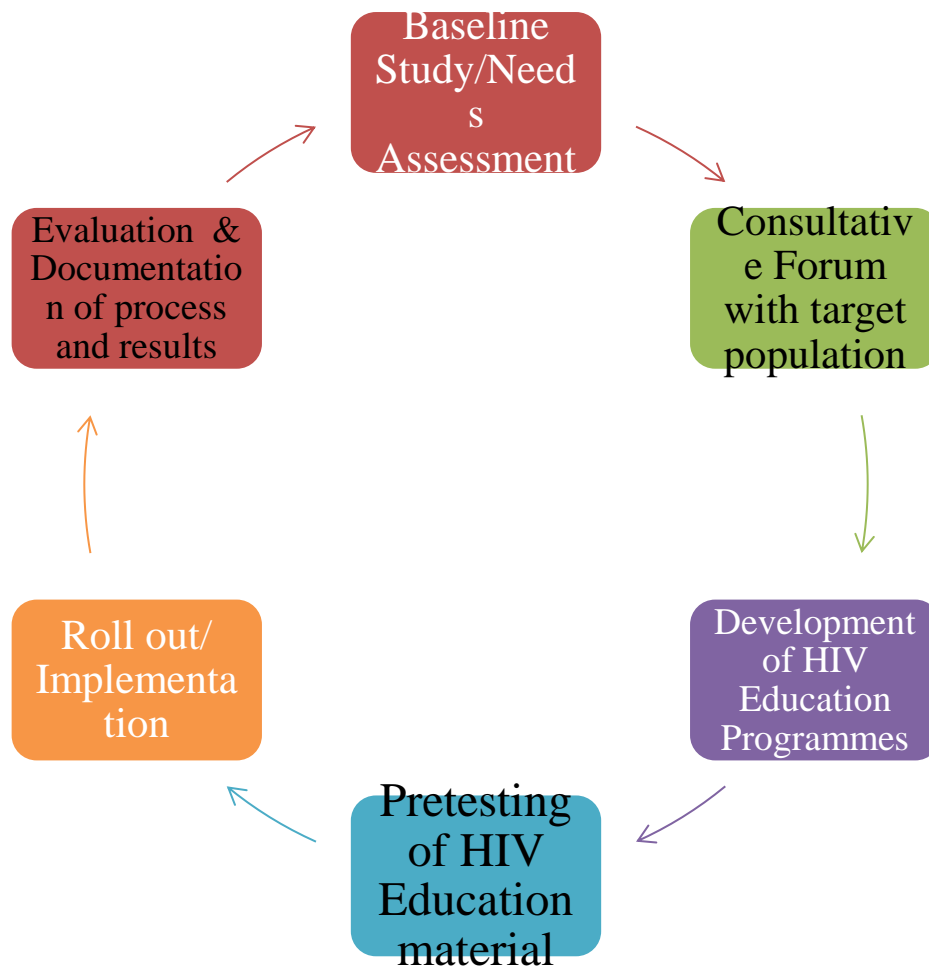 Baseline
Study/Need
s
Assessment
Consultativ
e Forum
with target
population
Development
of HIV
Education
Programmes
Pretesting
of HIV
Education
material
Roll out/
Implementa
tion
Evaluation &
Documentatio
n of process
and results